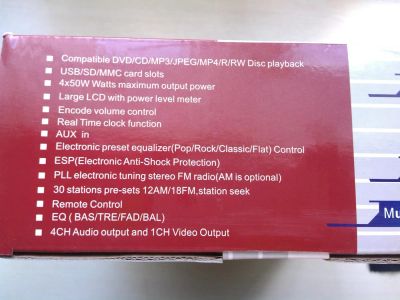 Compatible DVD/CD/MP3/JPEG/MP4/R/RW Disc playback
USB/SD/MMC card slots
4x50W Watts maximum output power
Large LCD with power level meter
Encode volume control
Real Time clock function
AUX in
Electronic preset equalizer(Pop/Rock/Classic/Flat) Control
ESP(Electronic Anti-Shock Protection)
PLL electronic tuning stereo FM radio(AM is optional)
30 stations pre-sets 12AM/18FM,station seek
Remote Control
EQ ( BAS/TRE/FAD/BAL)
4CH Audio output and 1CH Video Output
Mu